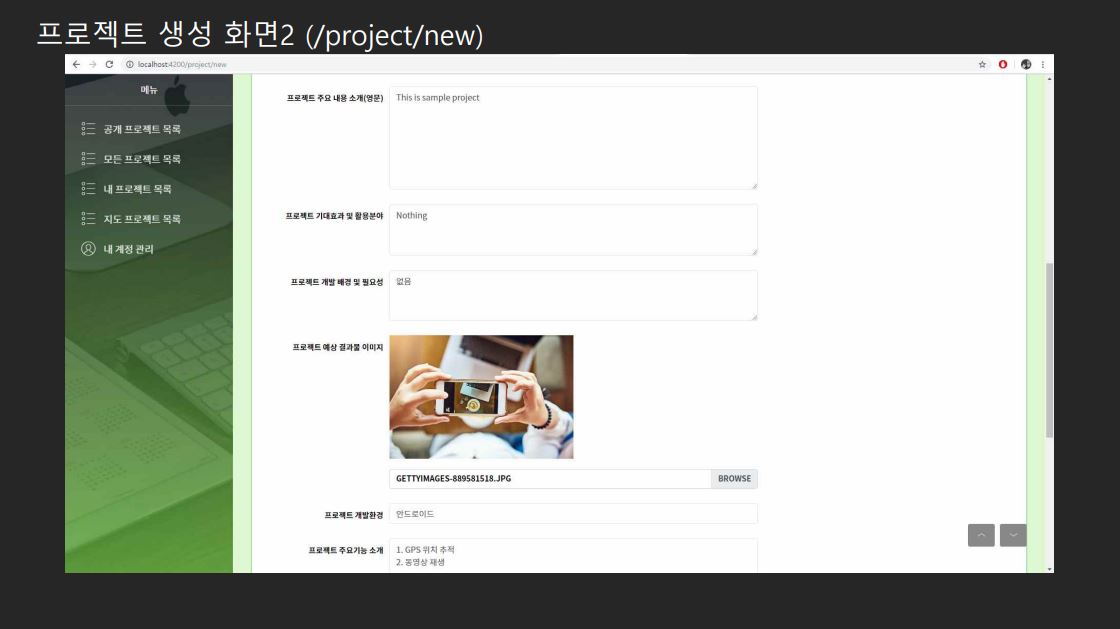 프로젝트 생성 화면2 (/project/new)
localhost:4200/project/new
메뉴
공개 프로젝트 목록
모든 프로젝트 목록
내 프로젝트 목록
지도 프로젝트 목록
내 계정 관리
프로젝트 주요 내용 소개(영문)
This is sample project
프로젝트 기대효과 및 활용분야
Nothing
프로젝트 개발 배경 및 필요성
없음
프로젝트 예상 결과물 이미지
GETTYIMAGES-889581518.JPG
BROWSE
프로젝트 개발환경
안드로이드
프로젝트 주요기능 소개
1. GPS 위치 추적
2. 동영상 재생